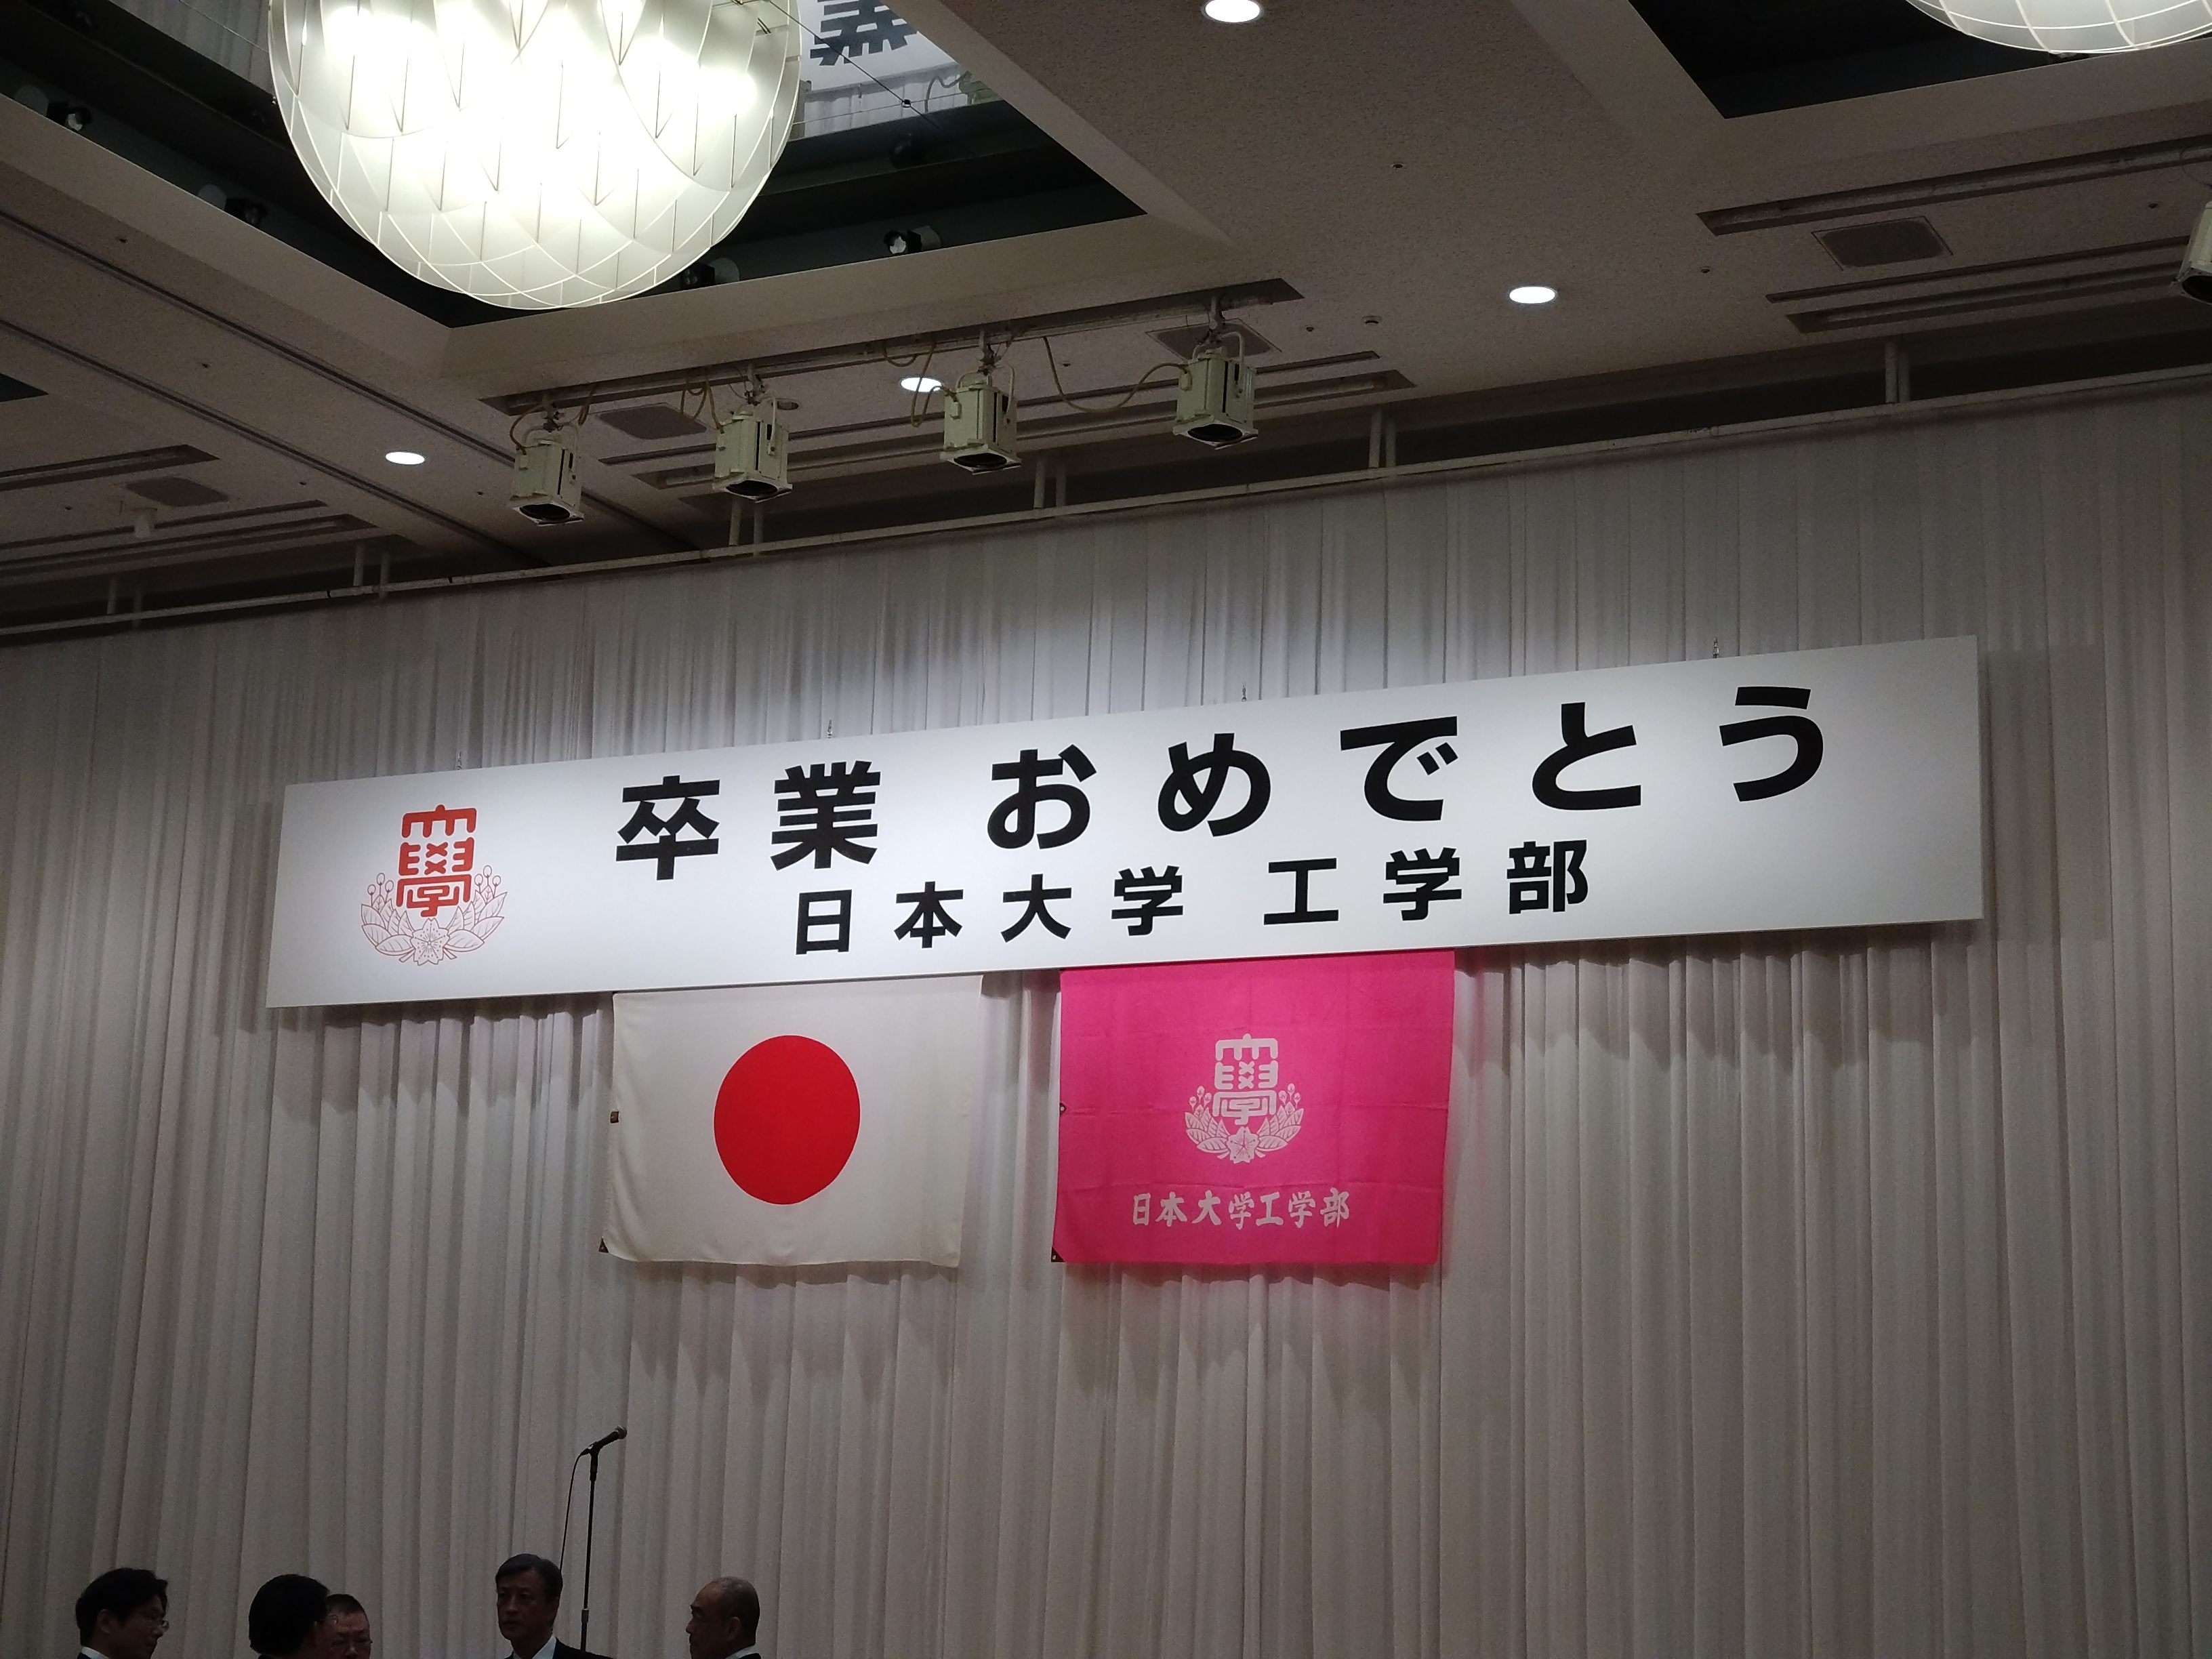 卒業 おめでとう
日本大学 工学部
日本大学工学部